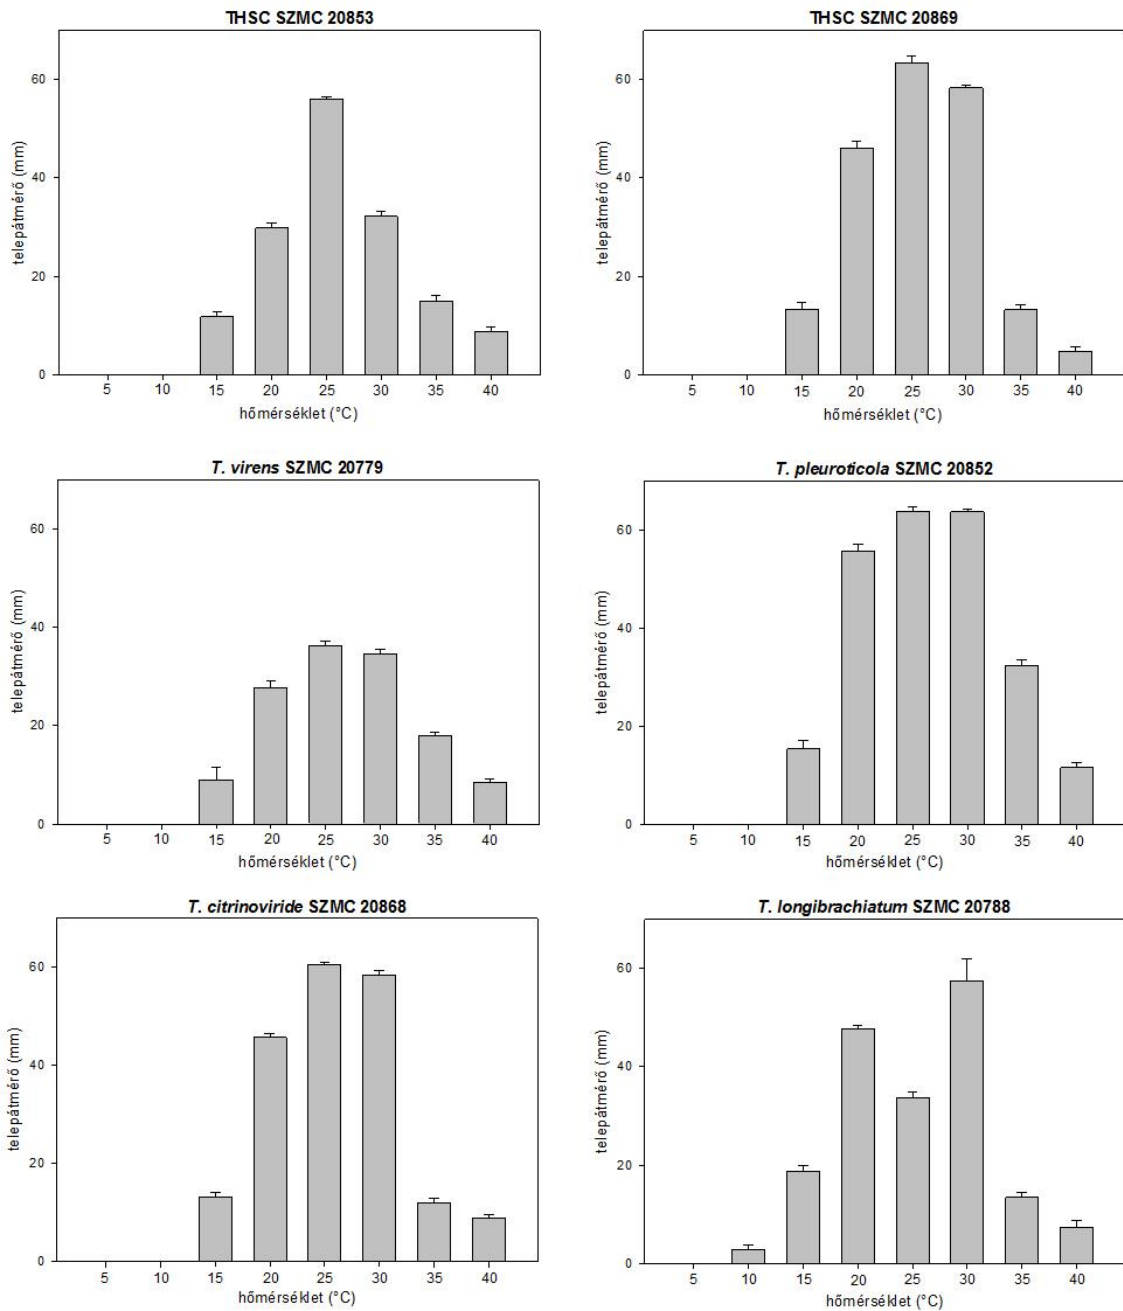 THSC SZMC 20853
telepátmérő (mm)
60
40
20
0
5 10 15 20 25 30 35 40
hőmérséklet (°C)
THSC SZMC 20869
telepátmérő (mm)
60
40
20
0
5 10 15 20 25 30 35 40
hőmérséklet (°C)
T. virens SZMC 20779
telepátmérő (mm)
60
40
20
0
5 10 15 20 25 30 35 40
hőmérséklet (°C)
T. pleuroticola SZMC 20852
telepátmérő (mm)
60
40
20
0
5 10 15 20 25 30 35 40
hőmérséklet (°C)
T. citrinoviride SZMC 20868
telepátmérő (mm)
60
40
20
0
5 10 15 20 25 30 35 40
hőmérséklet (°C)
T. longibrachiatum SZMC 20788
telepátmérő (mm)
60
40
20
0
5 10 15 20 25 30 35 40
hőmérséklet (°C)